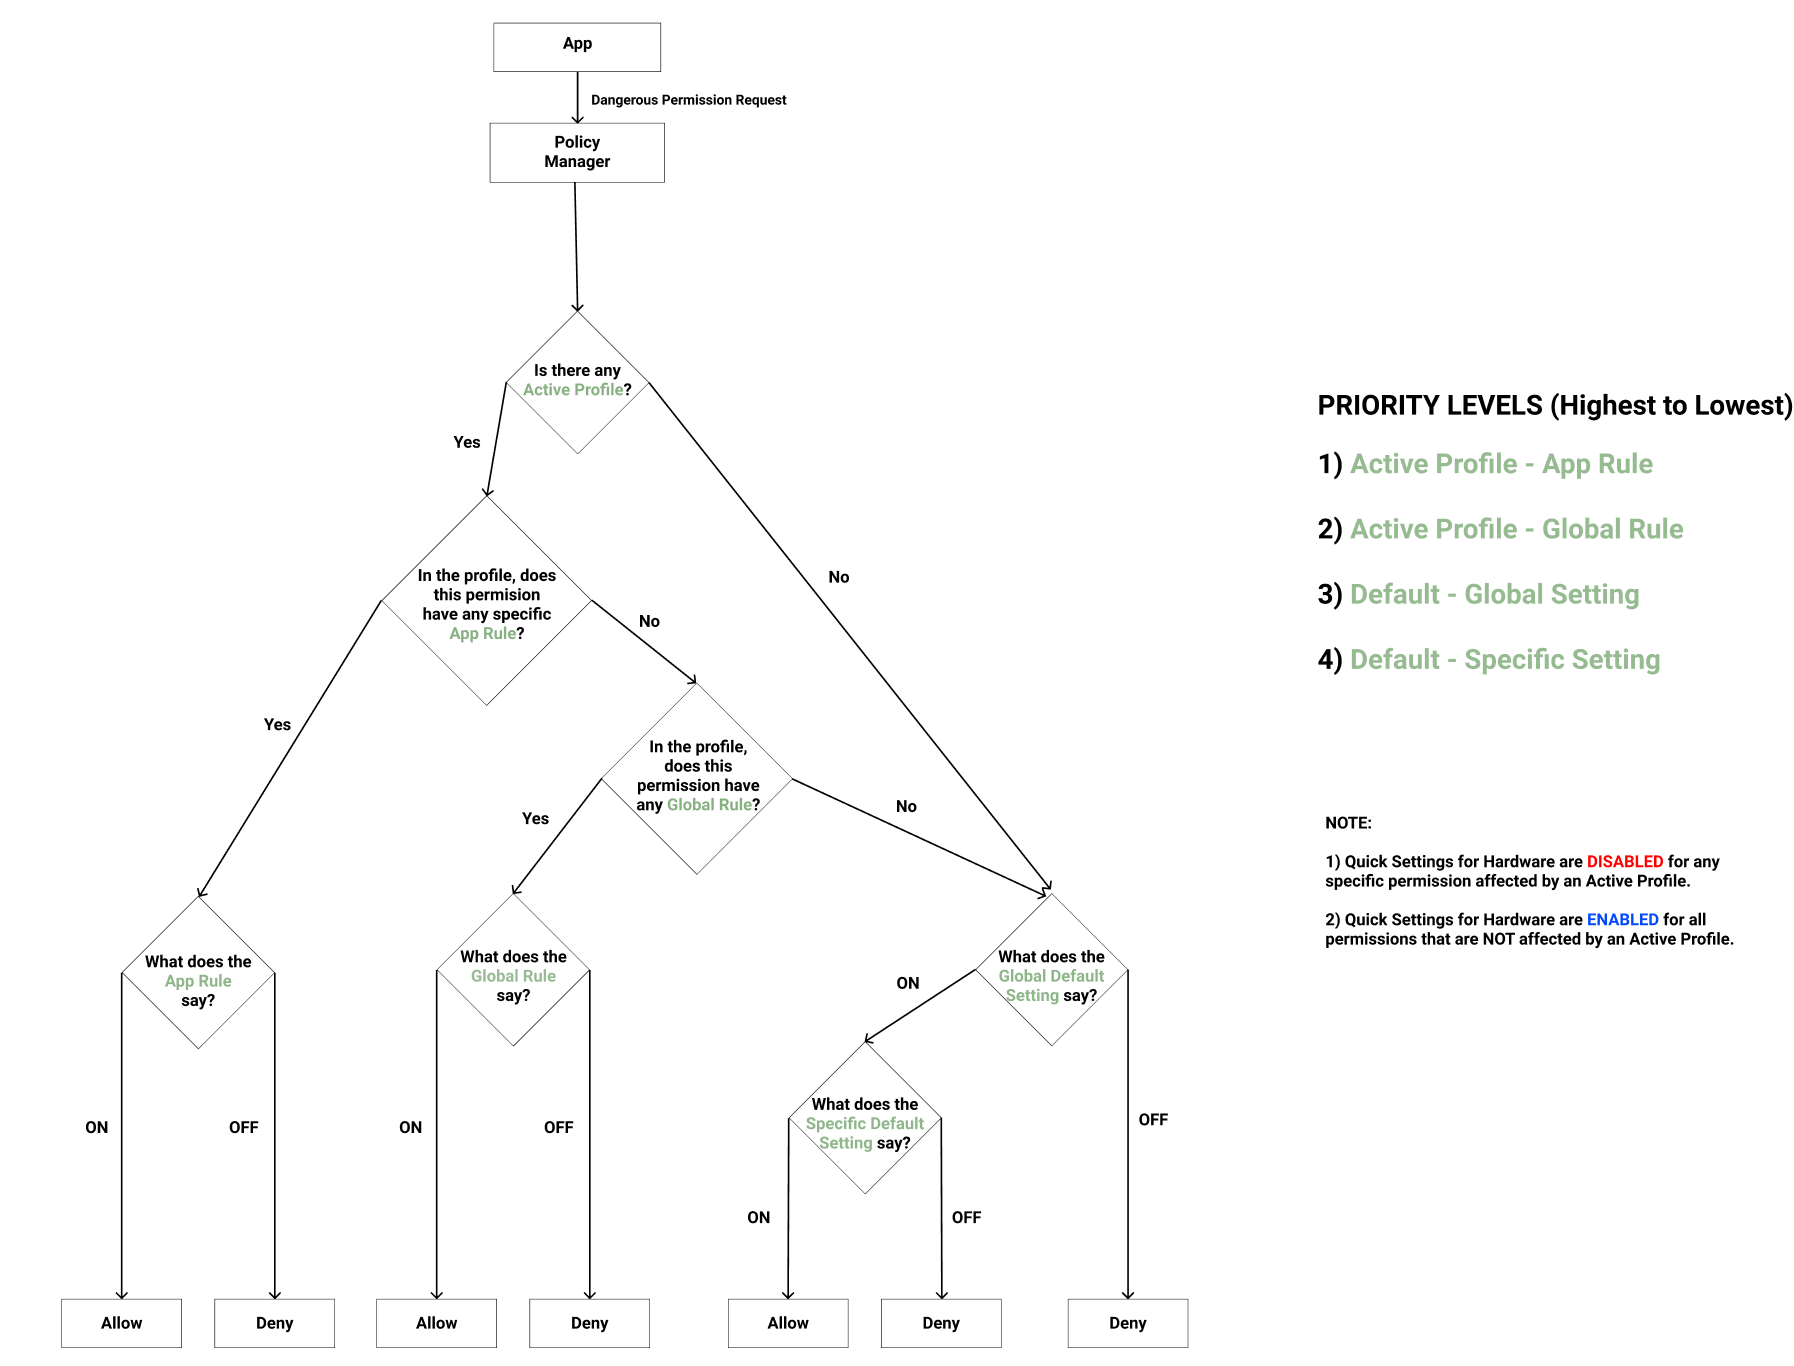 App
Dangerous Permission Request
Policy
Manager
Is there any
Active Profile?
Yes
No
In the profile, does
this permision
have any specific
App Rule?
No
Yes
In the profile,
does this
permission have
any Global Rule?
Yes
No
What does the
App Rule
say?
What does the
Global Rule
say?
What does the
Global Default
Setting say?
ON
What does the
Specific Default
Setting say?
ON
OFF
ON
OFF
OFF
ON
OFF
Allow
Deny
Allow
Deny
Allow
Deny
Deny
PRIORITY LEVELS (Highest to Lowest)
1) Active Profile - App Rule
2) Active Profile - Global Rule
3) Default - Global Setting
4) Default - Specific Setting
NOTE:
1) Quick Settings for Hardware are DISABLED for any
specific permission affected by an Active Profile.
2) Quick Settings for Hardware are ENABLED for all
permissions that are NOT affected by an Active Profile.